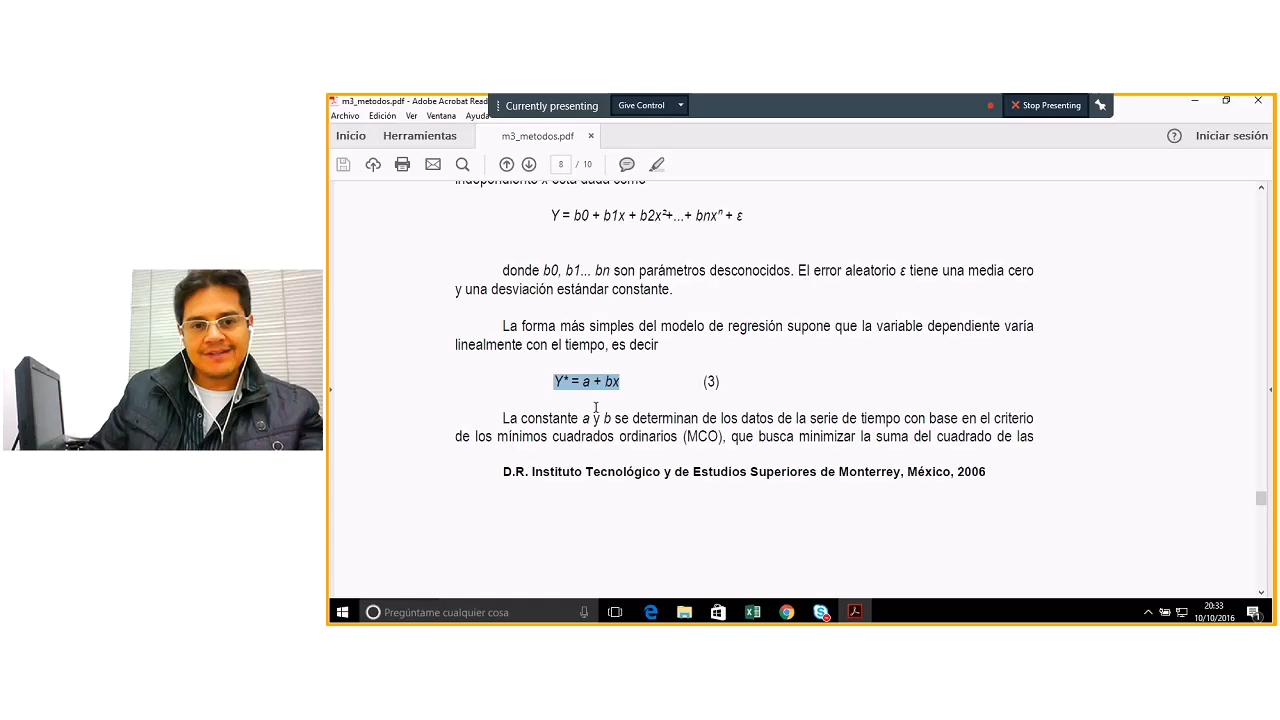 m3_metodos.pdf - Adobe Acrobat Read
Currently presenting
Give Control
Stop Presenting
Archivo Edición Ver Ventana Ayuda
Inicio Herramientas m3_metodos.pdf × Iniciar sesión
8 / 10
independiente x está dada como
Y = b0 + b1x + b2x²+...+ bnxⁿ + ε
donde b0, b1... bn son parámetros desconocidos. El error aleatorio ε tiene una media cero
y una desviación estándar constante.
La forma más simples del modelo de regresión supone que la variable dependiente varía
linealmente con el tiempo, es decir
Y* = a + bx (3)
La constante a y b se determinan de los datos de la serie de tiempo con base en el criterio
de los mínimos cuadrados ordinarios (MCO), que busca minimizar la suma del cuadrado de las
D.R. Instituto Tecnológico y de Estudios Superiores de Monterrey, México, 2006
Pregúntame cualquier cosa
20:33
10/10/2016